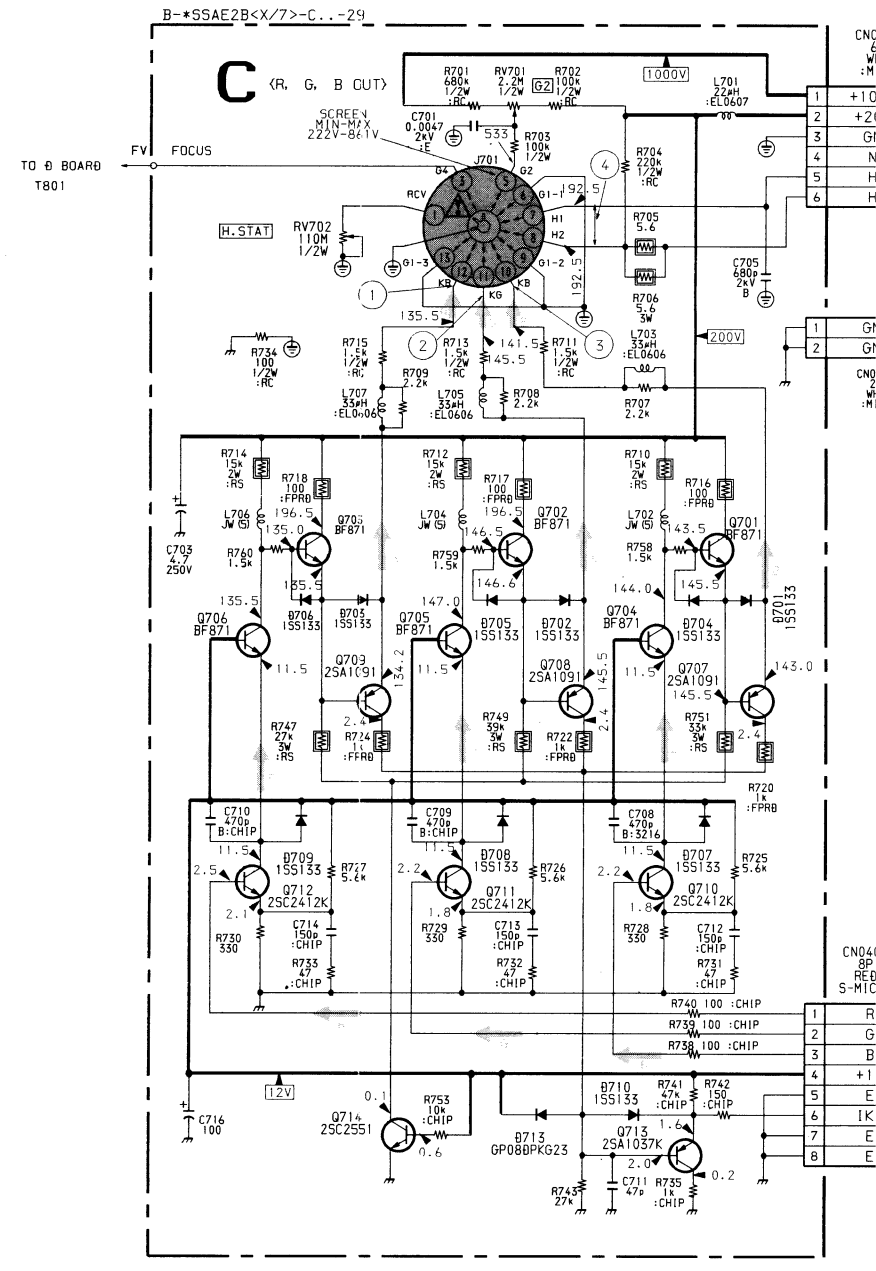 B-*SSAE2B<X/7>-C..-29
C (R, G, B OUT)
R701
680k
1/2W
:RC
RV701
2.2M
1/2W
G2
R702
100k
1/2W
:RC
1000V
L701
22μH
:EL0607
SCREEN
MIN-MAX
222V-861V
C701
0.0047
2kV
:E
533
R703
100k
1/2W
TO D BOARD
T801
FV
FOCUS
J701
G4
G2
R704
220k
1/2W
:RC
4
1
+10
2
+20
3
4
N
5
H
6
H
RCV
G1-1
192.5
H1
H2
R705
5.6
H.STAT
RV702
110M
1/2W
G1-3
G1-2
KB
KG
KB
192.5
R706
5.6
3W
C705
680p
2kV
B
1
135.5
2
3
R734
100
1/2W
:RC
R715
1.5k
1/2W
:RC
R713
1.5k
1/2W
:RC
141.5
145.5
R711
1.5k
1/2W
:RC
L703
33μH
:EL0606
200V
1
2
R709
2.2k
L707
33μH
:EL0606
L705
33μH
:EL0606
R708
2.2k
R707
2.2k
R714
15k
2W
:RS
R718
100
:FPRD
R712
15k
2W
:RS
R717
100
:FPRD
R710
15k
2W
:RS
R716
100
:FPRD
C703
4.7
250V
L706
JW(5)
196.5
135.0
Q703
BF871
L704
JW(5)
196.5
146.5
Q702
BF871
L702
JW(5)
143.5
Q701
BF871
R760
1.5k
135.5
R759
1.5k
146.6
R758
1.5k
145.5
135.5
D706
1SS133
D703
1SS133
147.0
D705
1SS133
D702
1SS133
144.0
D704
1SS133
D701
1SS133
Q706
BF871
Q705
BF871
Q704
BF871
11.5
Q709
2SA1091
134.2
11.5
Q708
2SA1091
145.5
11.5
Q707
2SA1091
145.5
143.0
2.4
2.4
2.4
R747
27k
3W
:RS
R724
1k
:FPRD
R749
39k
3W
:RS
R722
1k
:FPRD
R751
33k
3W
:RS
R720
1k
:FPRD
C710
470p
B:CHIP
C709
470p
B:CHIP
C708
470p
B:3216
11.5
D709
1SS133
R727
5.6k
11.5
D708
1SS133
R726
5.6k
11.5
D707
1SS133
R725
5.6k
2.5
Q712
2SC2412K
2.2
Q711
2SC2412K
2.2
Q710
2SC2412K
2.1
1.8
1.8
R730
330
C714
150p
:CHIP
R729
330
C713
150p
:CHIP
R728
330
C712
150p
:CHIP
R733
47
:CHIP
R732
47
:CHIP
R731
47
:CHIP
8P
S-MIC
R740 100 :CHIP
R739 100 :CHIP
R738 100 :CHIP
1
R
2
G
3
B
4
+1
5
E
6
IK
7
E
8
E
12V
C716
100
0.1
Q714
2SC2551
R753
10k
:CHIP
0.6
D713
GP08DPKG23
D710
1SS133
R741
47k
:CHIP
R742
150
:CHIP
1.6
Q713
2SA1037K
2.0
0.2
R743
27k
C711
47p
R735
1k
:CHIP